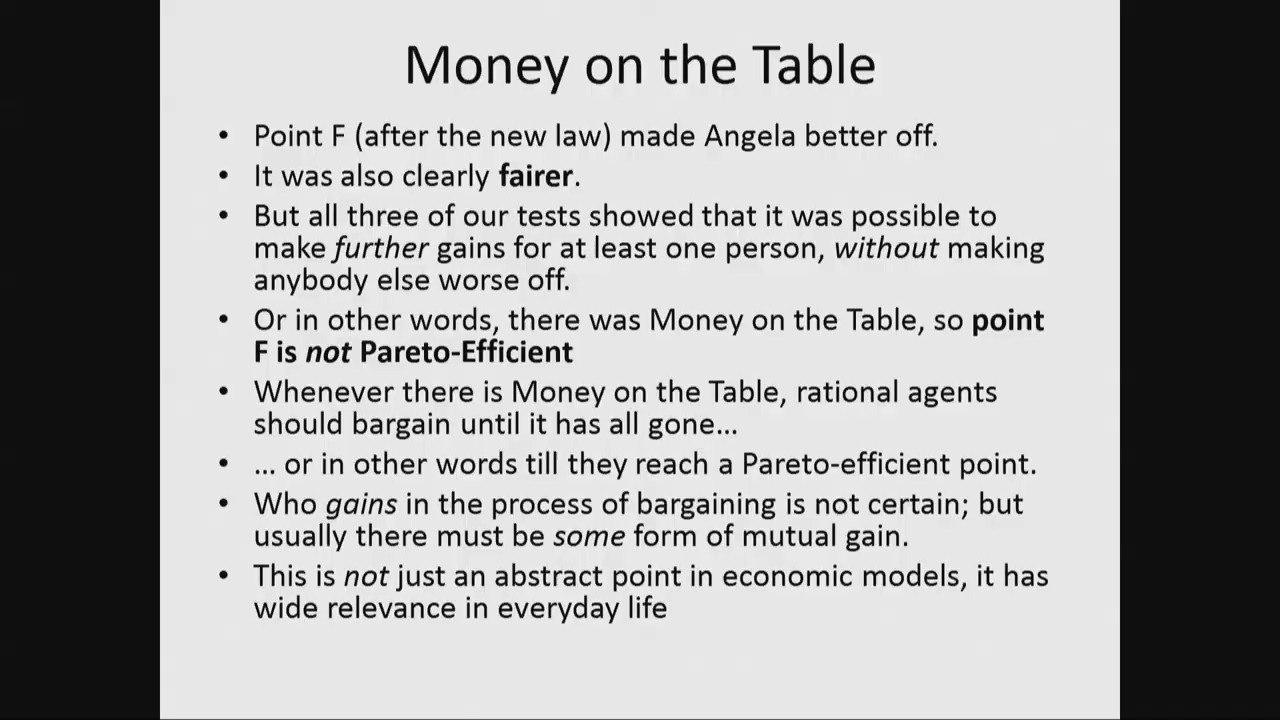 Money on the Table
• Point F (after the new law) made Angela better off.
• It was also clearly fairer.
• But all three of our tests showed that it was possible to
make further gains for at least one person, without making
anybody else worse off.
• Or in other words, there was Money on the Table, so point
F is not Pareto-Efficient
• Whenever there is Money on the Table, rational agents
should bargain until it has all gone...
• ... or in other words till they reach a Pareto-efficient point.
• Who gains in the process of bargaining is not certain; but
usually there must be some form of mutual gain.
• This is not just an abstract point in economic models, it has
wide relevance in everyday life